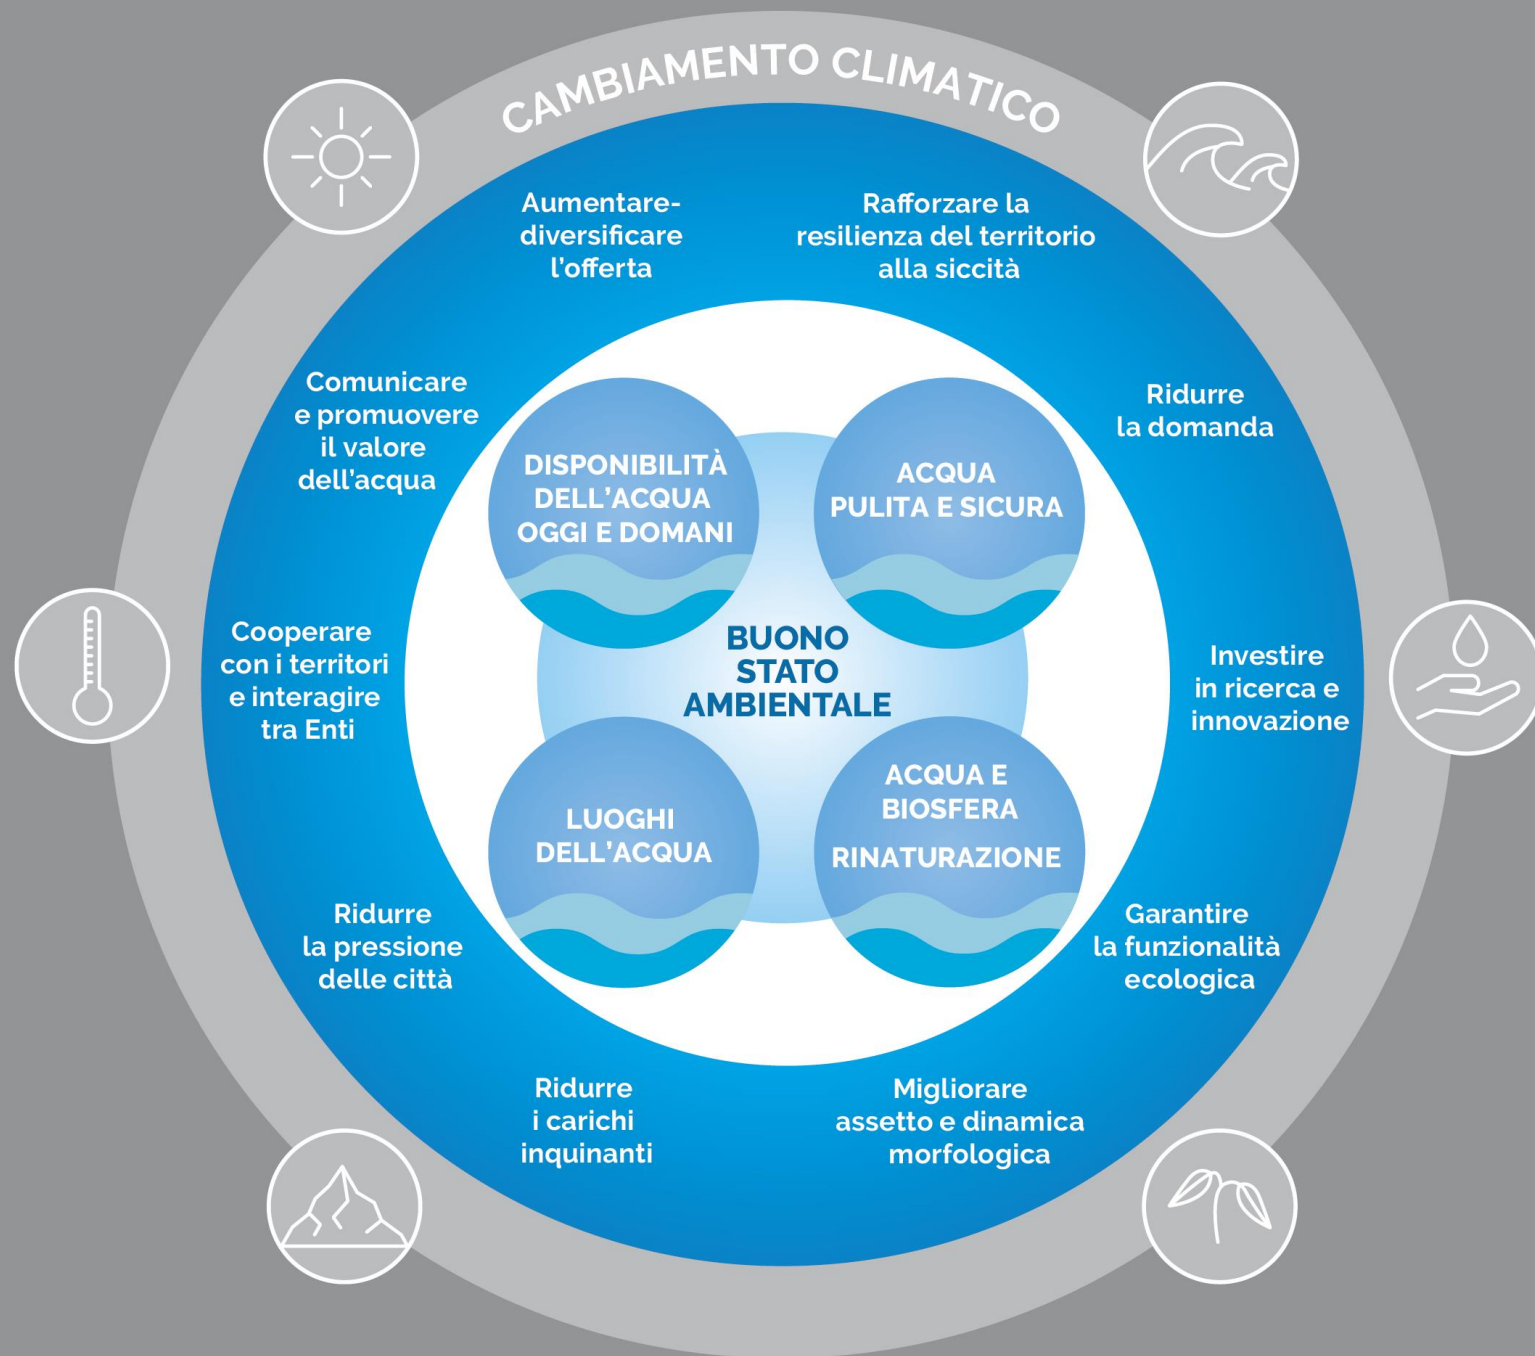 CAMBIAMENTO CLIMATICO
Aumentare-
diversificare
l'offerta
Rafforzare la
resilienza del territorio
alla siccità
Comunicare
e promuovere
il valore
dell'acqua
Ridurre
la domanda
DISPONIBILITÀ
DELL'ACQUA
OGGI E DOMANI
ACQUA
PULITA E SICURA
Cooperare
con i territori
e interagire
tra Enti
BUONO
STATO
AMBIENTALE
Investire
in ricerca e
innovazione
LUOGHI
DELL'ACQUA
ACQUA E
BIOSFERA
RINATURAZIONE
Ridurre
la pressione
delle città
Garantire
la funzionalità
ecologica
Ridurre
i carichi
inquinanti
Migliorare
assetto e dinamica
morfologica